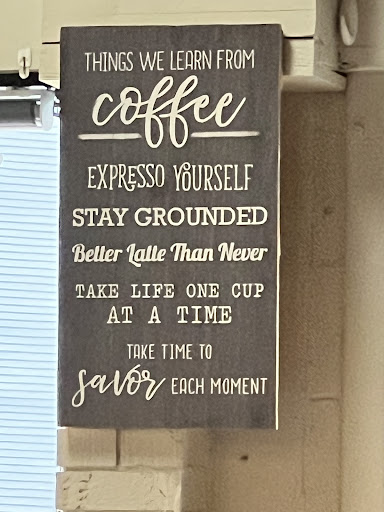 THINGS WE LEARN FROM
coffee
EXPRESSO YOURSELF
STAY GROUNDED
Better Latte Than Never
TAKE LIFE ONE CUP
AT A TIME
TAKE TIME TO
savor EACH MOMENT